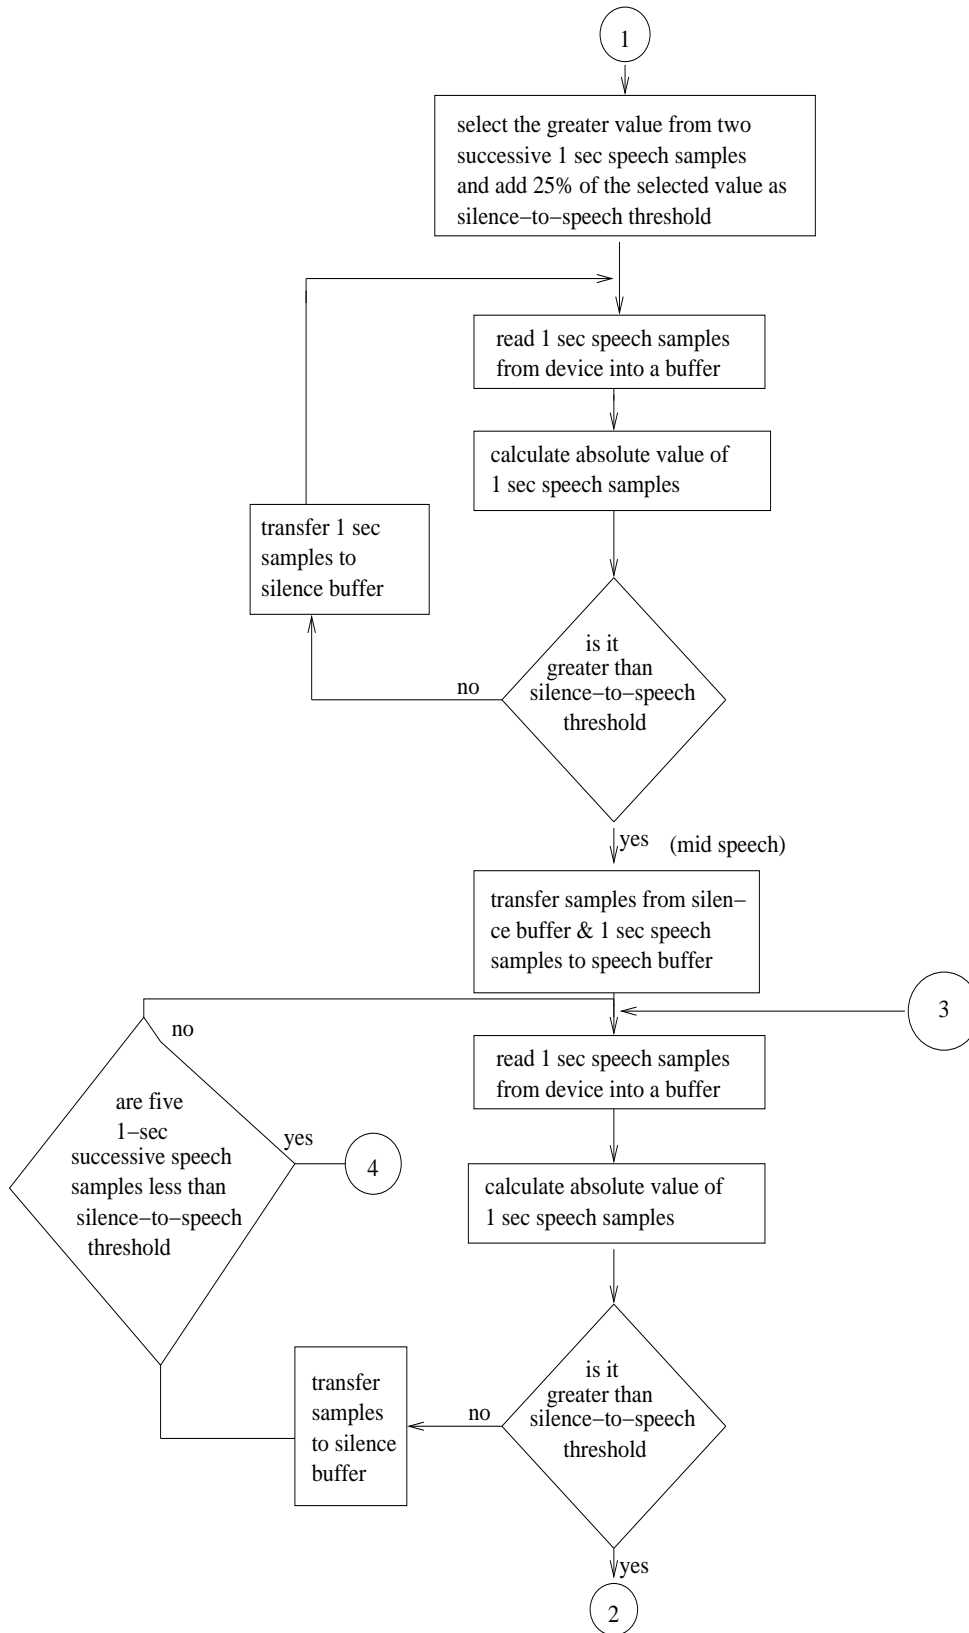 1
select the greater value from two
successive 1 sec speech samples
and add 25% of the selected value as
silence−to−speech threshold
read 1 sec speech samples
from device into a buffer
calculate absolute value of
1 sec speech samples
transfer 1 sec
samples to
silence buffer
is it
greater than
silence−to−speech
threshold
no
yes
(mid speech)
transfer samples from silen−
ce buffer & 1 sec speech
samples to speech buffer
3
no
read 1 sec speech samples
from device into a buffer
are five
1−sec
successive speech
samples less than
silence−to−speech
threshold
yes
4
calculate absolute value of
1 sec speech samples
is it
greater than
silence−to−speech
threshold
no
transfer
samples
to silence
buffer
yes
2